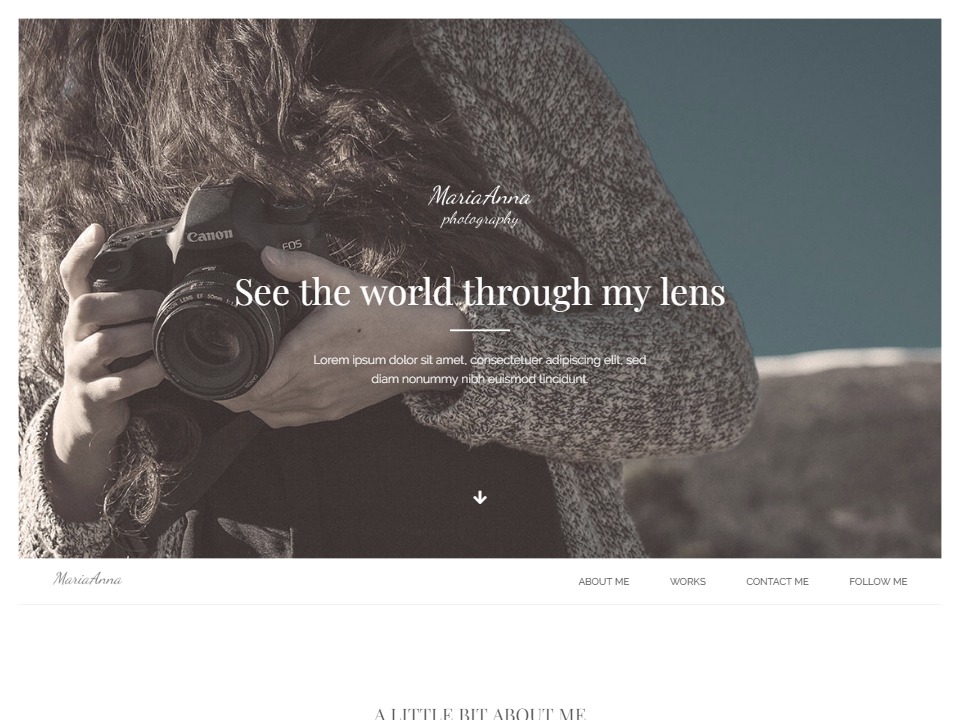 MariaAnna
photography
Canon
EOS
See the world through my lens
Lorem ipsum dolor sit amet, consectetuer adipiscing elit, sed
diam nonummy nibh euismod tincidunt.
MariaAnna
ABOUT ME
WORKS
CONTACT ME
FOLLOW ME
A LITTLE BIT ABOUT ME